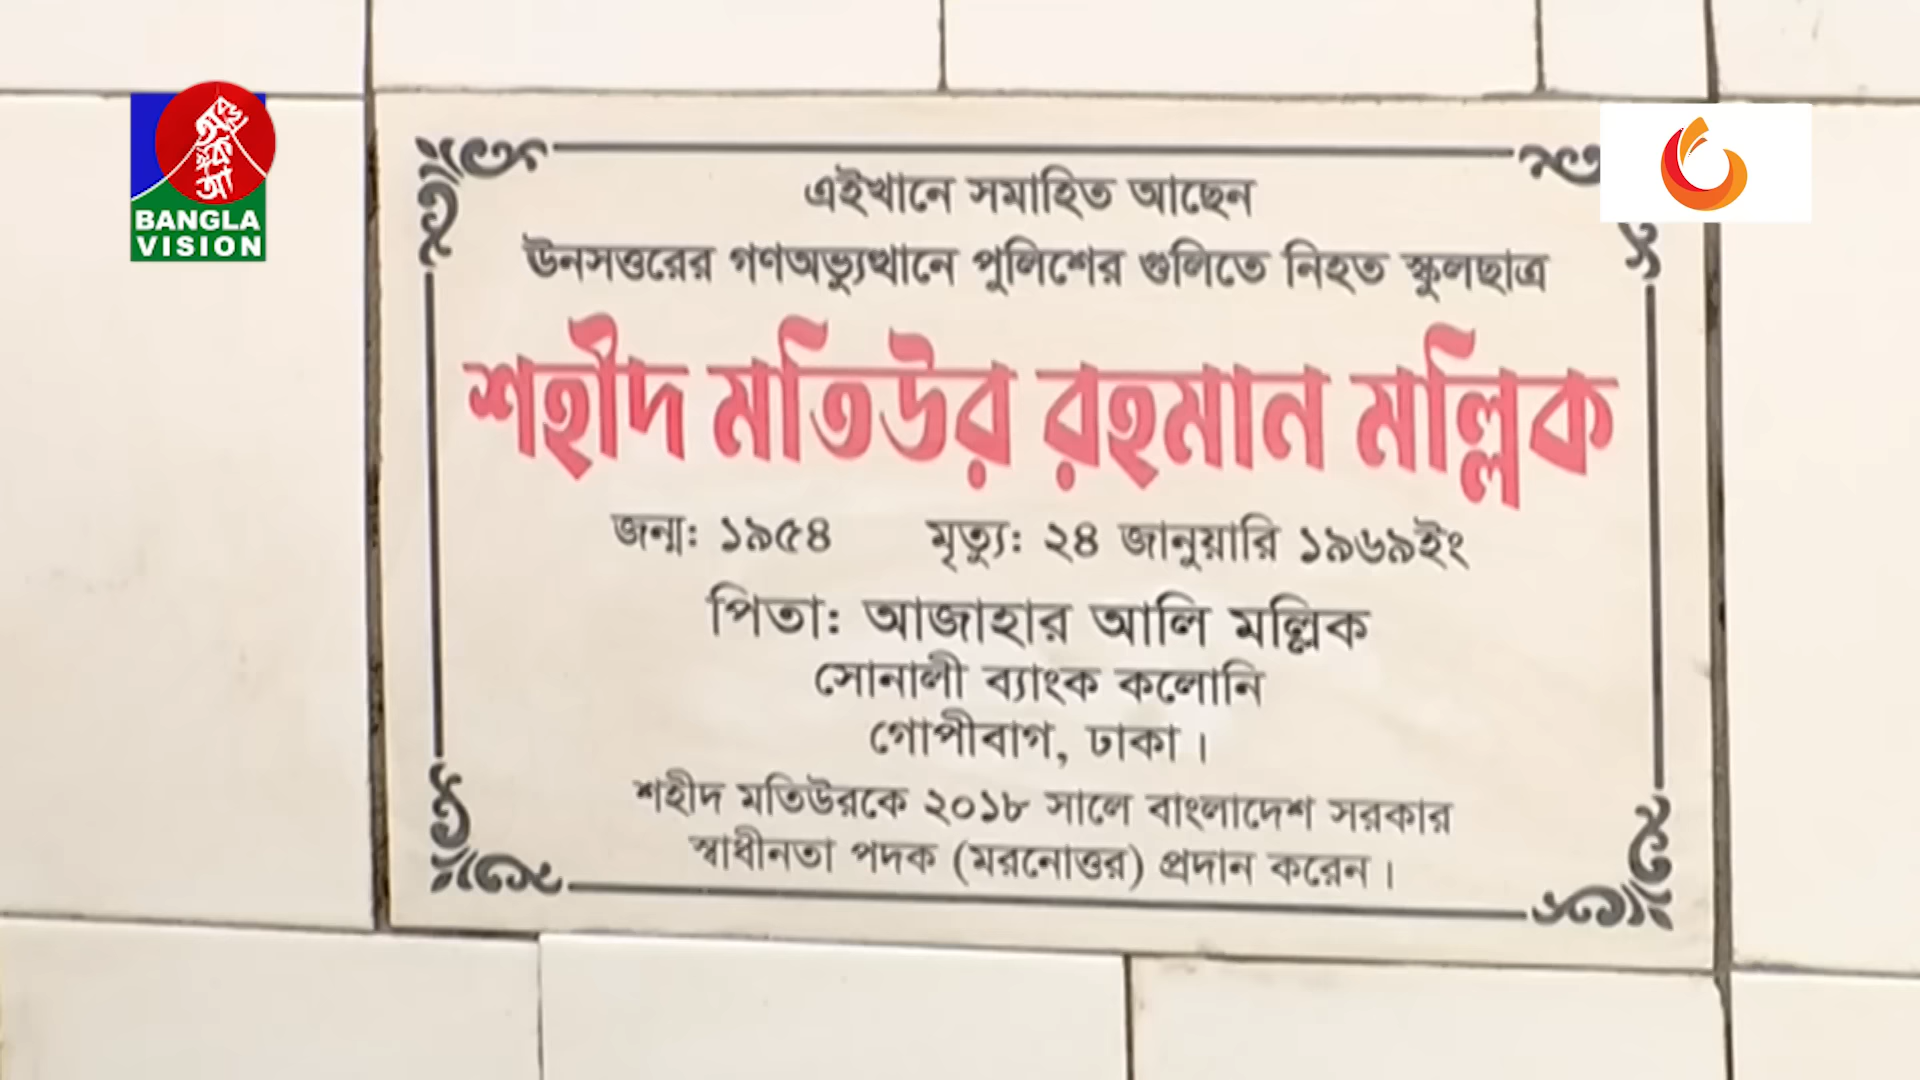 BANGLA
VISION
এইখানে সমাহিত আছেন
ঊনসত্তরের গণঅভ্যুত্থানে পুলিশের গুলিতে নিহত স্কুলছাত্র
শহীদ মতিউর রহমান মল্লিক
জন্ম: ১৯৫৪ মৃত্যু: ২৪ জানুয়ারি ১৯৬৯ইং
পিতা: আজাহার আলি মল্লিক
সোনালী ব্যাংক কলোনি
গোপীবাগ, ঢাকা।
শহীদ মতিউরকে ২০১৮ সালে বাংলাদেশ সরকার
স্বাধীনতা পদক (মরনোত্তর) প্রদান করেন।